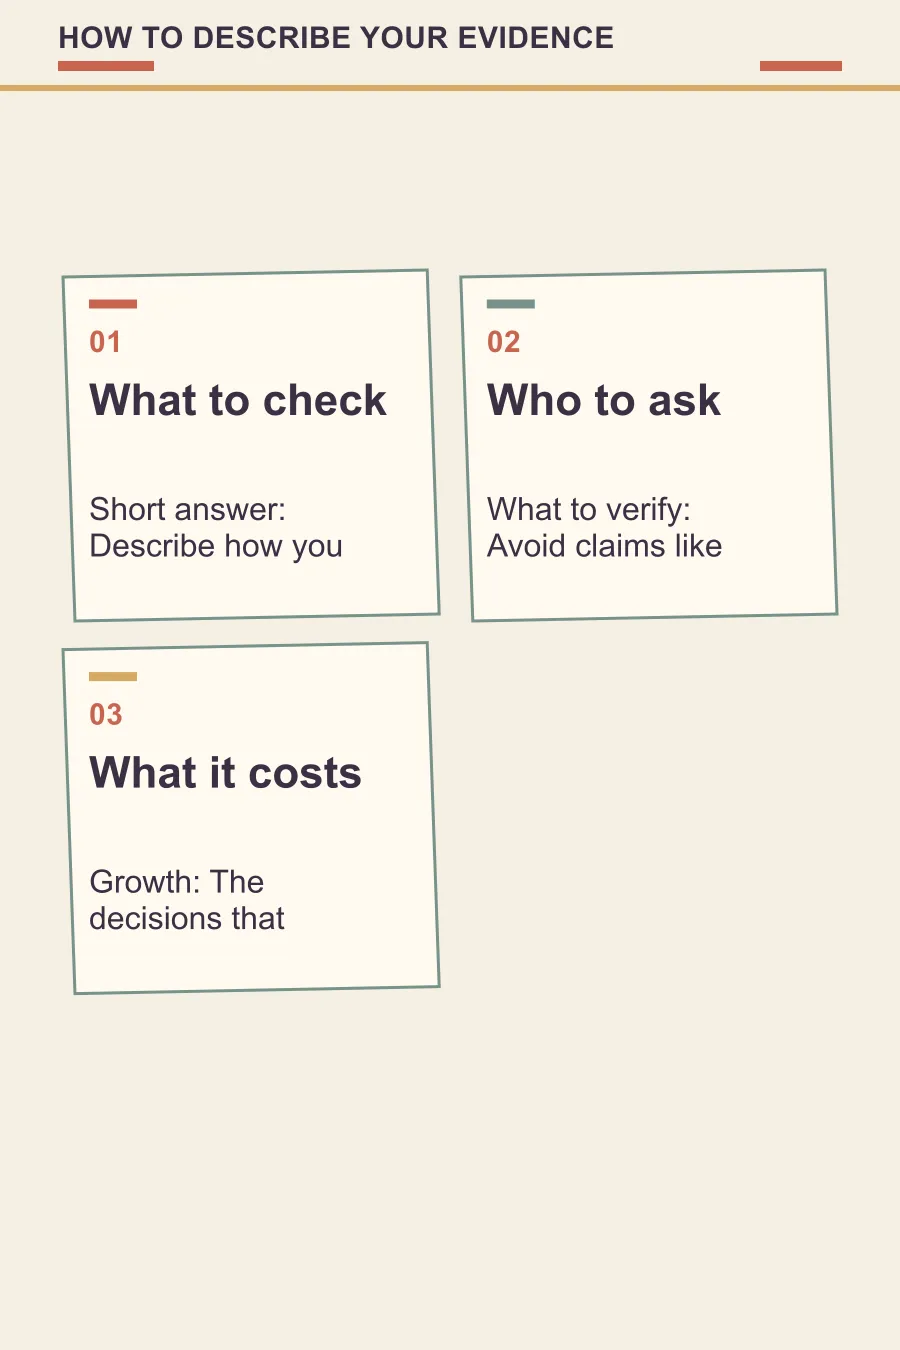 HOW TO DESCRIBE YOUR EVIDENCE
01
What to check
Short answer:
Describe how you
02
Who to ask
What to verify:
Avoid claims like
03
What it costs
Growth: The
decisions that